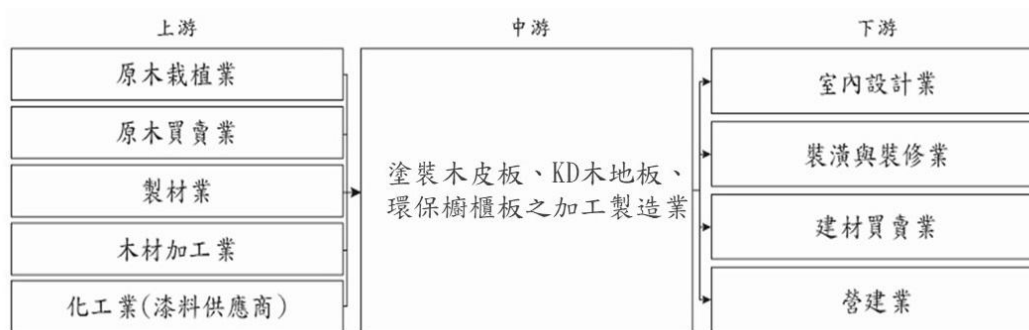 上游
原木栽植業
原木買賣業
製材業
木材加工業
化工業(漆料供應商)
中游
塗裝木皮板、KD木地板、
環保櫥櫃板之加工製造業
下游
室內設計業
裝潢與裝修業
建材買賣業
營建業